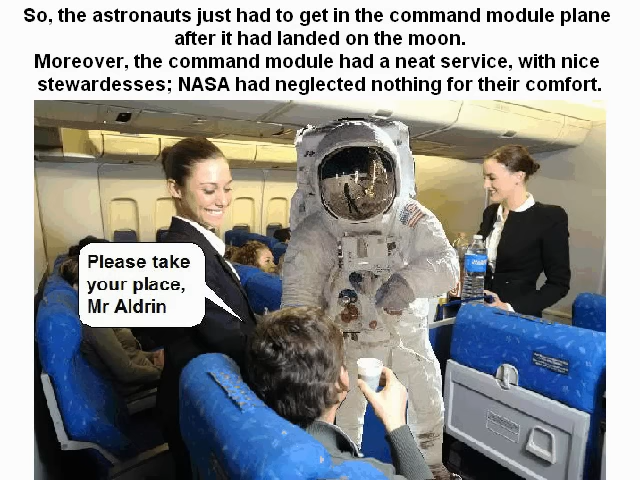 So, the astronauts just had to get in the command module plane
after it had landed on the moon.
Moreover, the command module had a neat service, with nice
stewardesses; NASA had neglected nothing for their comfort.
Please take
your place,
Mr Aldrin